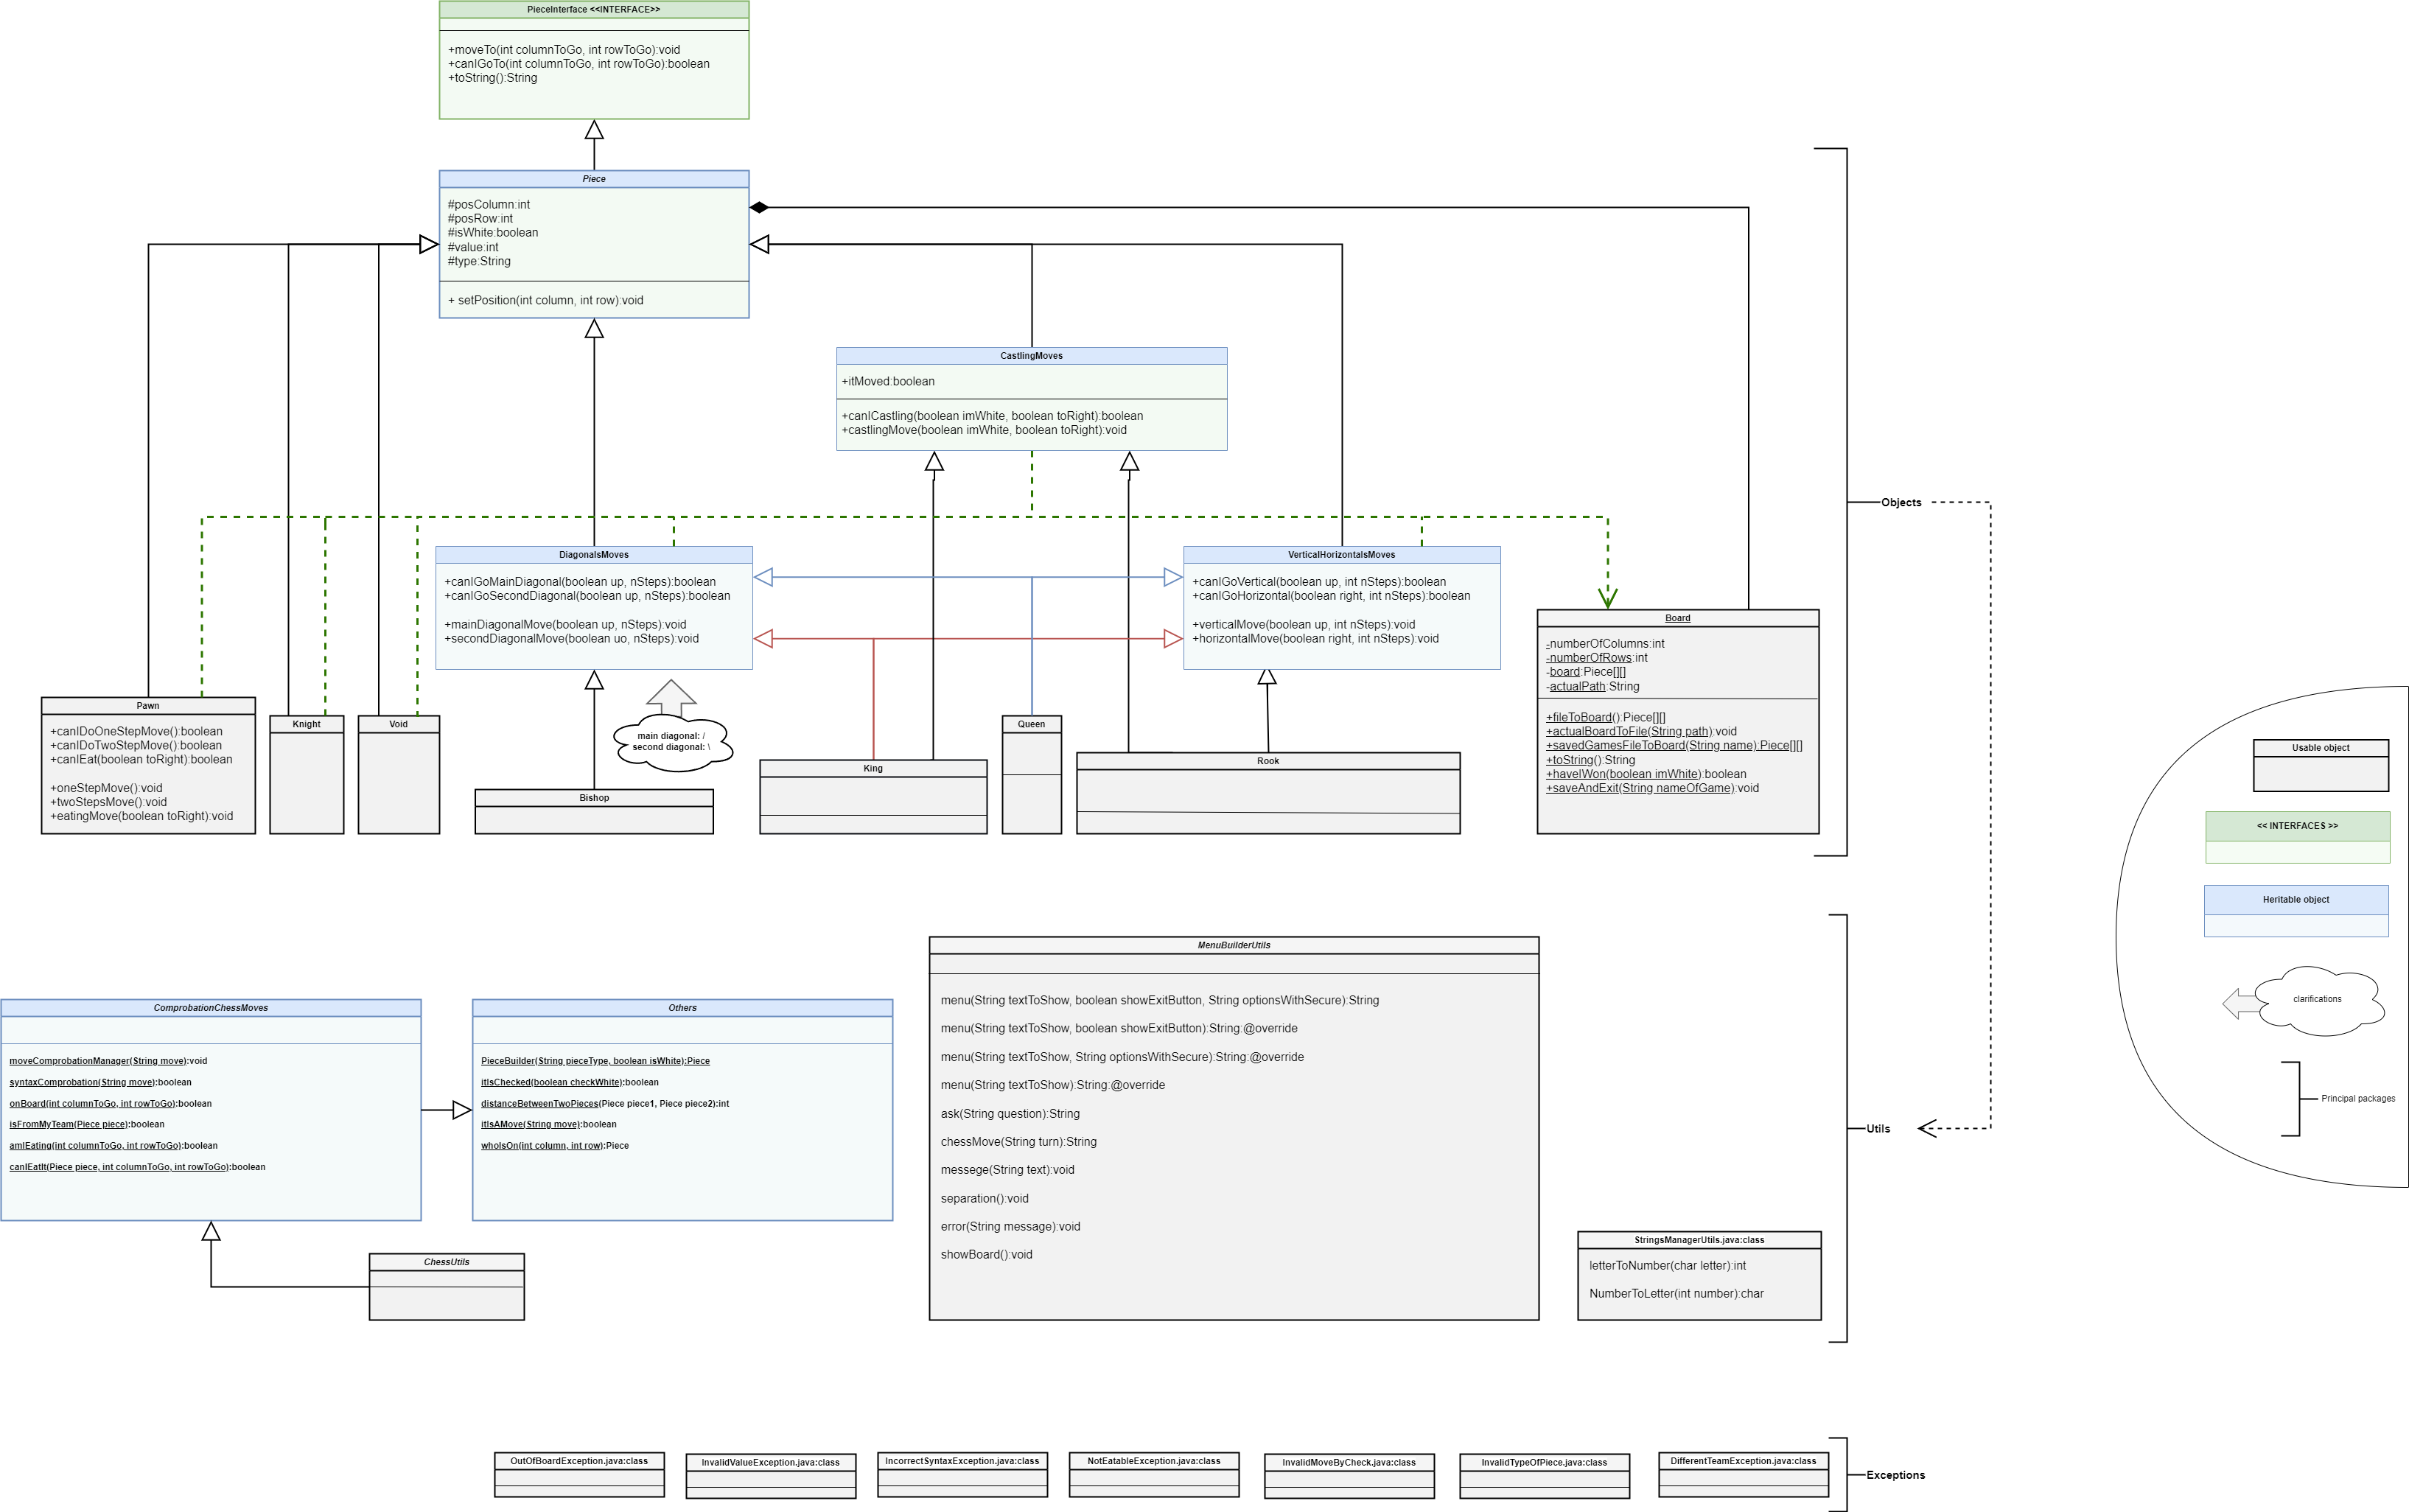 PieceInterface <<INTERFACE>>
+moveTo(int columnToGo, int rowToGo):void
+canIGoTo(int columnToGo, int rowToGo):boolean
+toString():String
Piece
#posColumn:int
#posRow:int
#isWhite:boolean
#value:int
#type:String
+ setPosition(int column, int row):void
CastlingMoves
+itMoved:boolean
+canICastling(boolean imWhite, boolean toRight):boolean
+castlingMove(boolean imWhite, boolean toRight):void
Objects
DiagonalsMoves
+canIGoMainDiagonal(boolean up, nSteps):boolean
+canIGoSecondDiagonal(boolean up, nSteps):boolean
+mainDiagonalMove(boolean up, nSteps):void
+secondDiagonalMove(boolean uo, nSteps):void
VerticalHorizontalsMoves
+canIGoVertical(boolean up, int nSteps):boolean
+canIGoHorizontal(boolean right, int nSteps):boolean
+verticalMove(boolean up, int nSteps):void
+horizontalMove(boolean right, int nSteps):void
Board
-numberOfColumns:int
-numberOfRows:int
-board:Piece[][]
-actualPath:String
+fileToBoard():Piece[][]
+actualBoardToFile(String path):void
+savedGamesFileToBoard(String name):Piece[][]
+toString():String
+haveIWon(boolean imWhite):boolean
+saveAndExit(String nameOfGame):void
Pawn
+canIDoOneStepMove():boolean
+canIDoTwoStepMove():boolean
+canIEat(boolean toRight):boolean
+oneStepMove():void
+twoStepsMove():void
+eatingMove(boolean toRight):void
Knight
Void
main diagonal: /
second diagonal: \
Bishop
King
Queen
Rook
Usable object
<< INTERFACES >>
Heritable object
clarifications
Principal packages
ComprobationChessMoves
moveComprobationManager(String move):void
syntaxComprobation(String move):boolean
onBoard(int columnToGo, int rowToGo):boolean
isFromMyTeam(Piece piece):boolean
amIEating(int columnToGo, int rowToGo):boolean
canIEatIt(Piece piece, int columnToGo, int rowToGo):boolean
Others
PieceBuilder(String pieceType, boolean isWhite):Piece
itIsChecked(boolean checkWhite):boolean
distanceBetweenTwoPieces(Piece piece1, Piece piece2):int
itIsAMove(String move):boolean
whoIsOn(int column, int row):Piece
ChessUtils
MenuBuilderUtils
menu(String textToShow, boolean showExitButton, String optionsWithSecure):String
menu(String textToShow, boolean showExitButton):String:@override
menu(String textToShow, String optionsWithSecure):String:@override
menu(String textToShow):String:@override
ask(String question):String
chessMove(String turn):String
messege(String text):void
separation():void
error(String message):void
showBoard():void
StringsManagerUtils.java:class
letterToNumber(char letter):int
NumberToLetter(int number):char
Utils
OutOfBoardException.java:class
InvalidValueException.java:class
IncorrectSyntaxException.java:class
NotEatableException.java:class
InvalidMoveByCheck.java:class
InvalidTypeOfPiece.java:class
DifferentTeamException.java:class
Exceptions